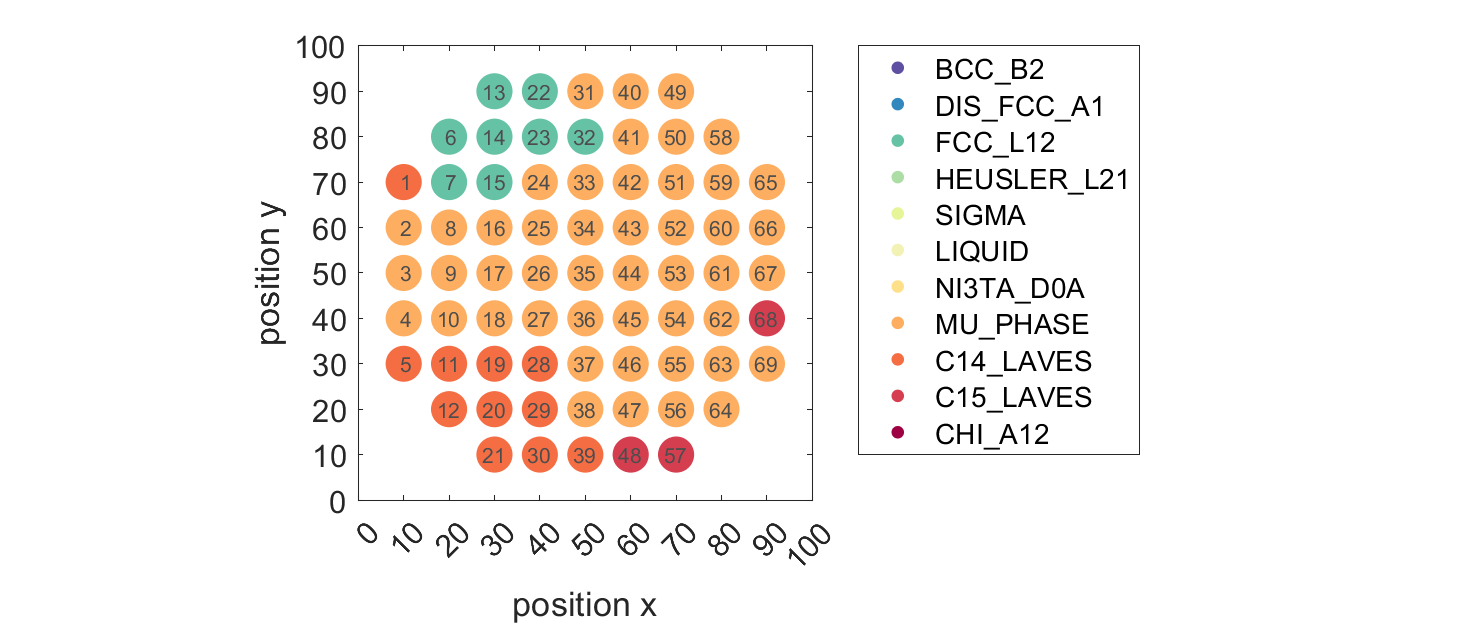 100
90 13 22 31 40 49
80 6 14 23 32 41 50 58
70 1 7 15 24 33 42 51 59 65
60 2 8 16 25 34 43 52 60 66
50 3 9 17 26 35 44 53 61 67
40 4 10 18 27 36 45 54 62 68
30 5 11 19 28 37 46 55 63 69
20 12 20 29 38 47 56 64
10 21 30 39 48 57
0
position y
0 10 20 30 40 50 60 70 80 90 100
position x
BCC_B2
DIS_FCC_A1
FCC_L12
HEUSLER_L21
SIGMA
LIQUID
NI3TA_D0A
MU_PHASE
C14_LAVES
C15_LAVES
CHI_A12